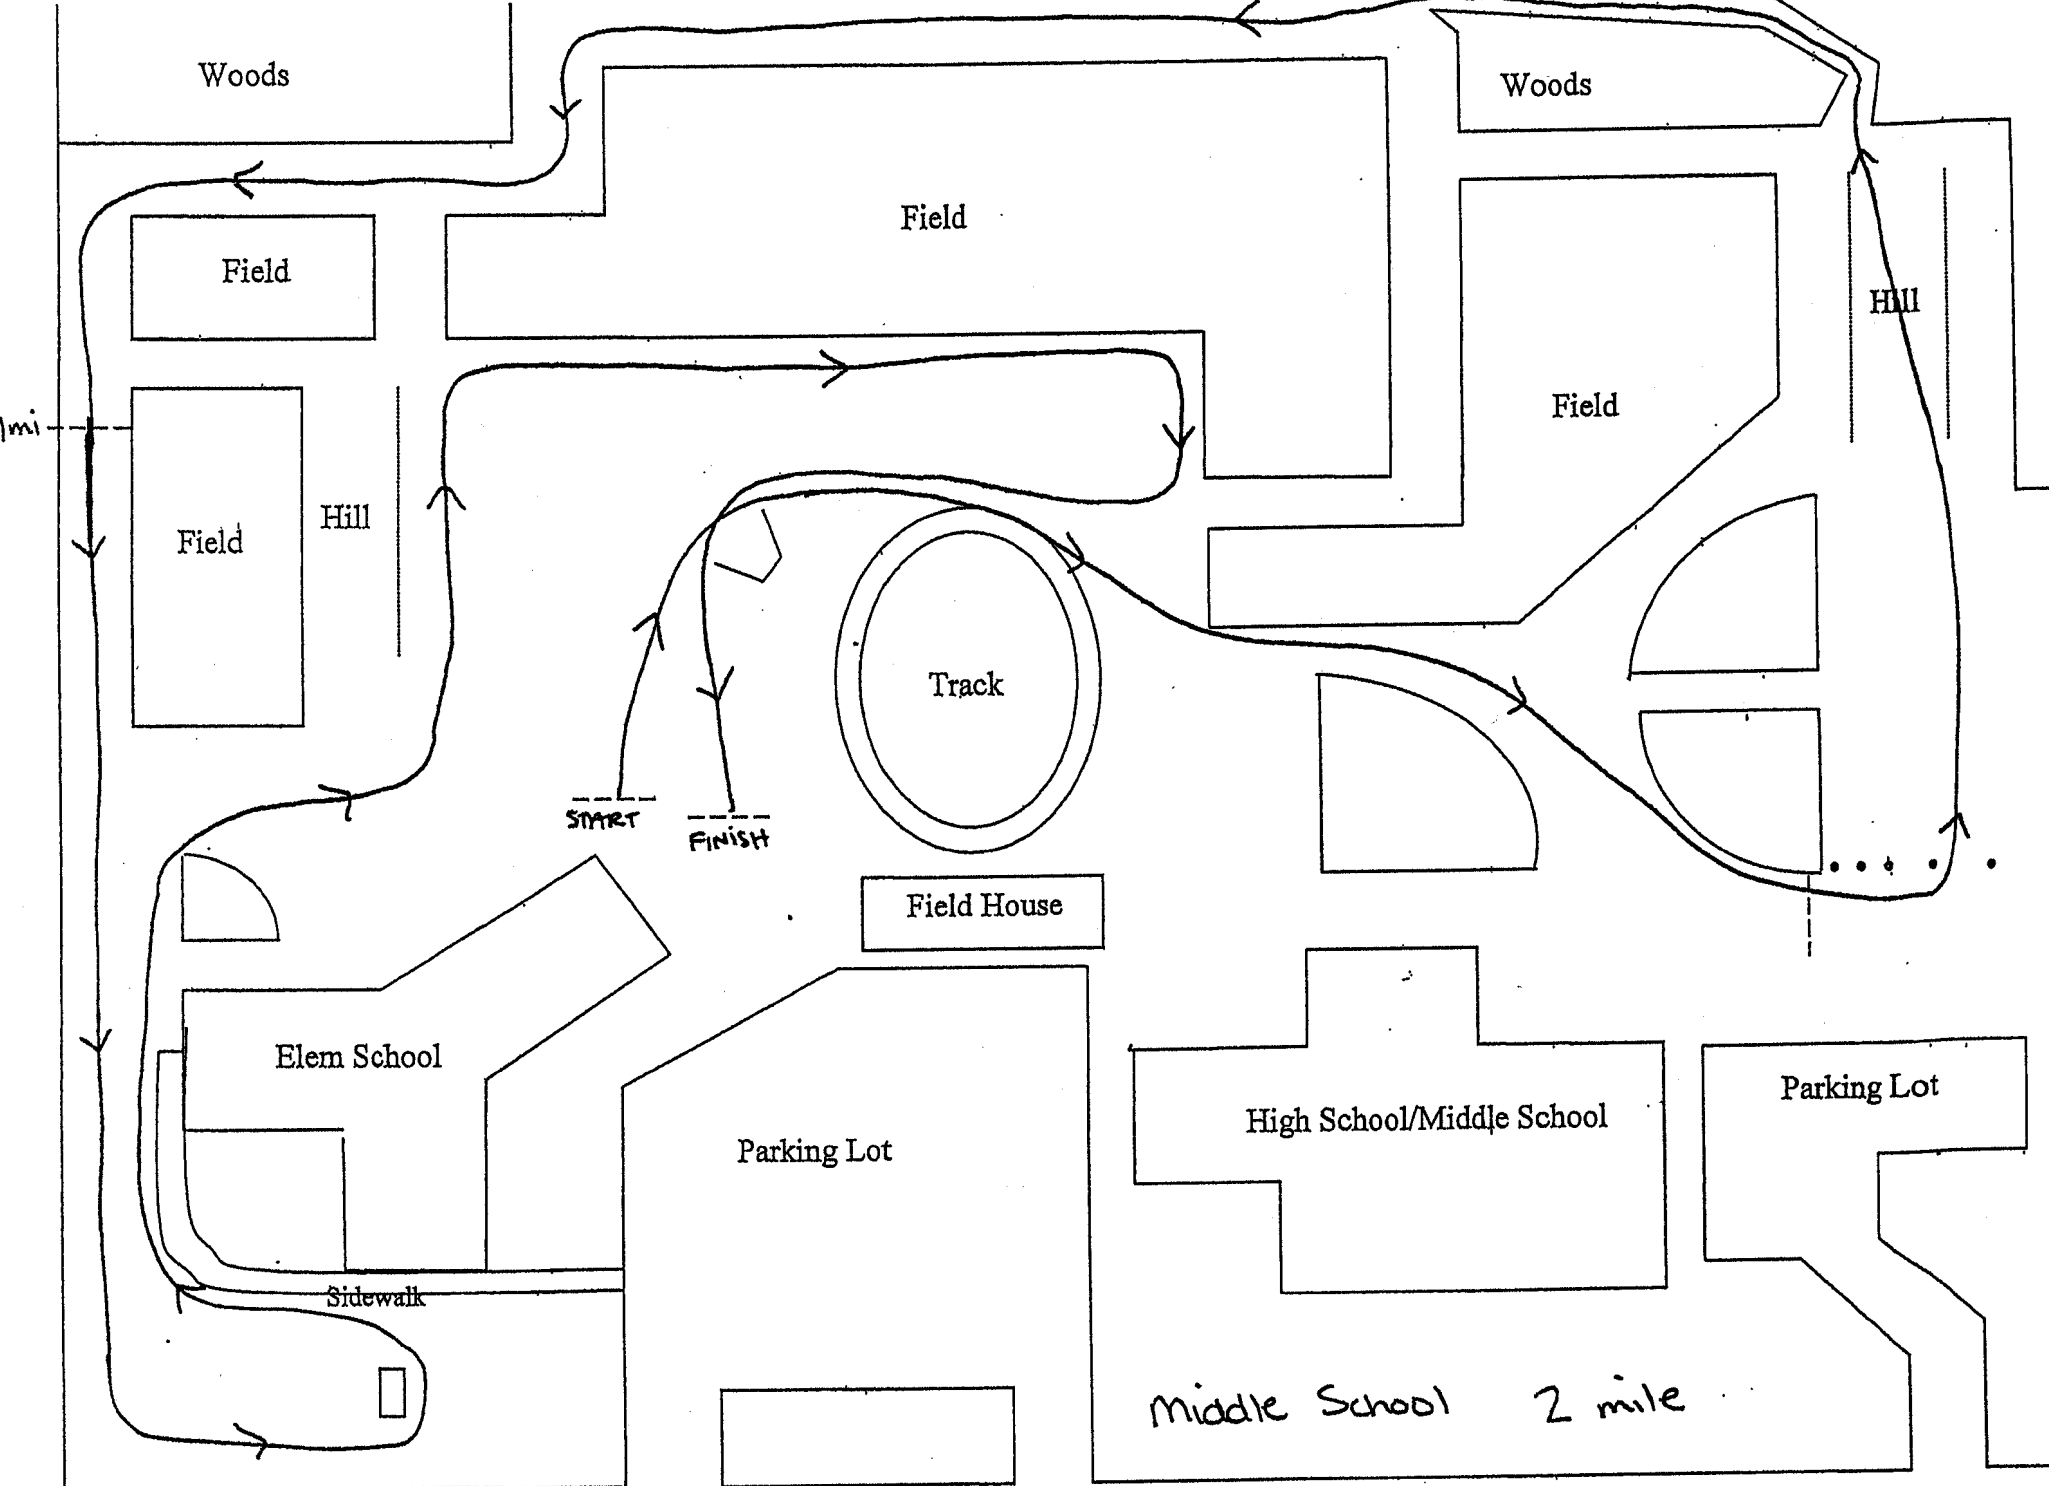 Woods
Woods
Field
Field
Hill
Field
1mi
Hill
Field
Track
START
FINISH
Field House
Elem School
Parking Lot
High School/Middle School
Parking Lot
Sidewalk
Middle School 2 mile